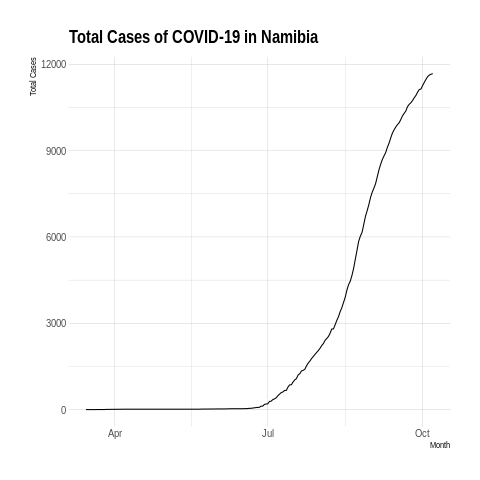 Total Cases of COVID-19 in Namibia
Total Cases
12000
9000
6000
3000
0
Apr Jul Oct
Month